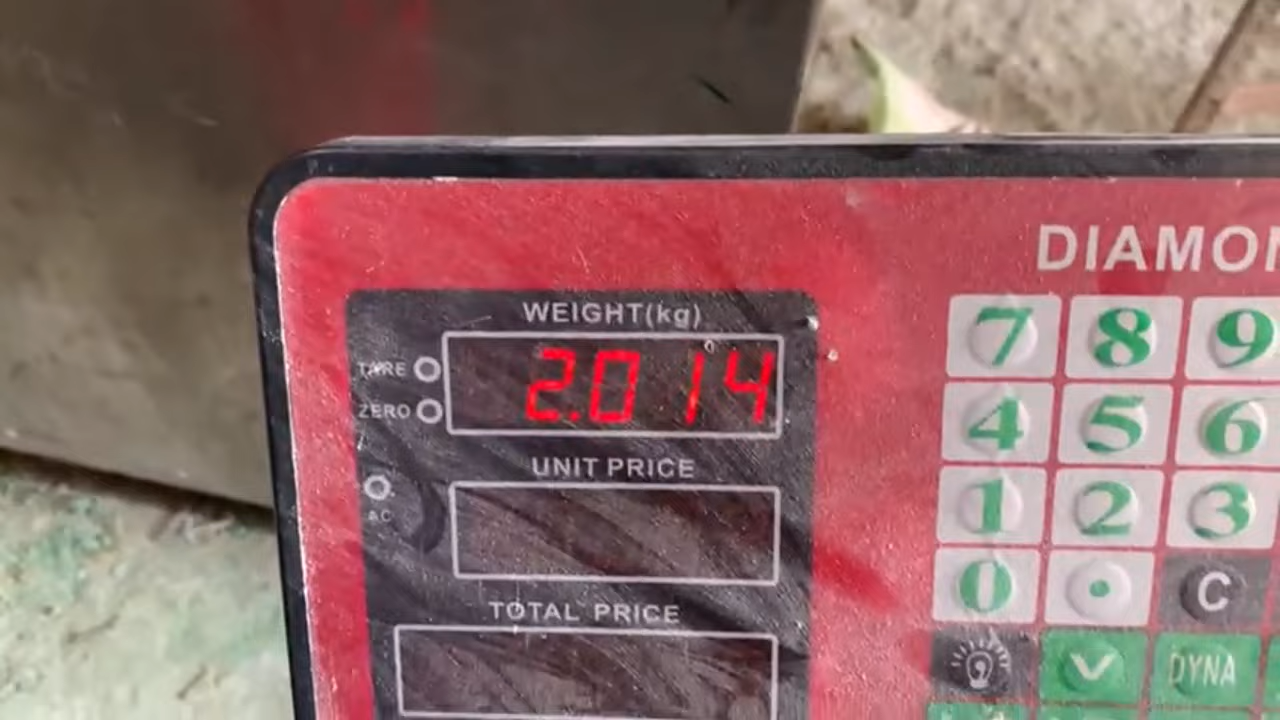 DIAMON
WEIGHT(kg)
TARE
ZERO
2.014
7 8 9
UNIT PRICE
4 5 6
AC
1 2 3
TOTAL PRICE
0 . C
DYNA